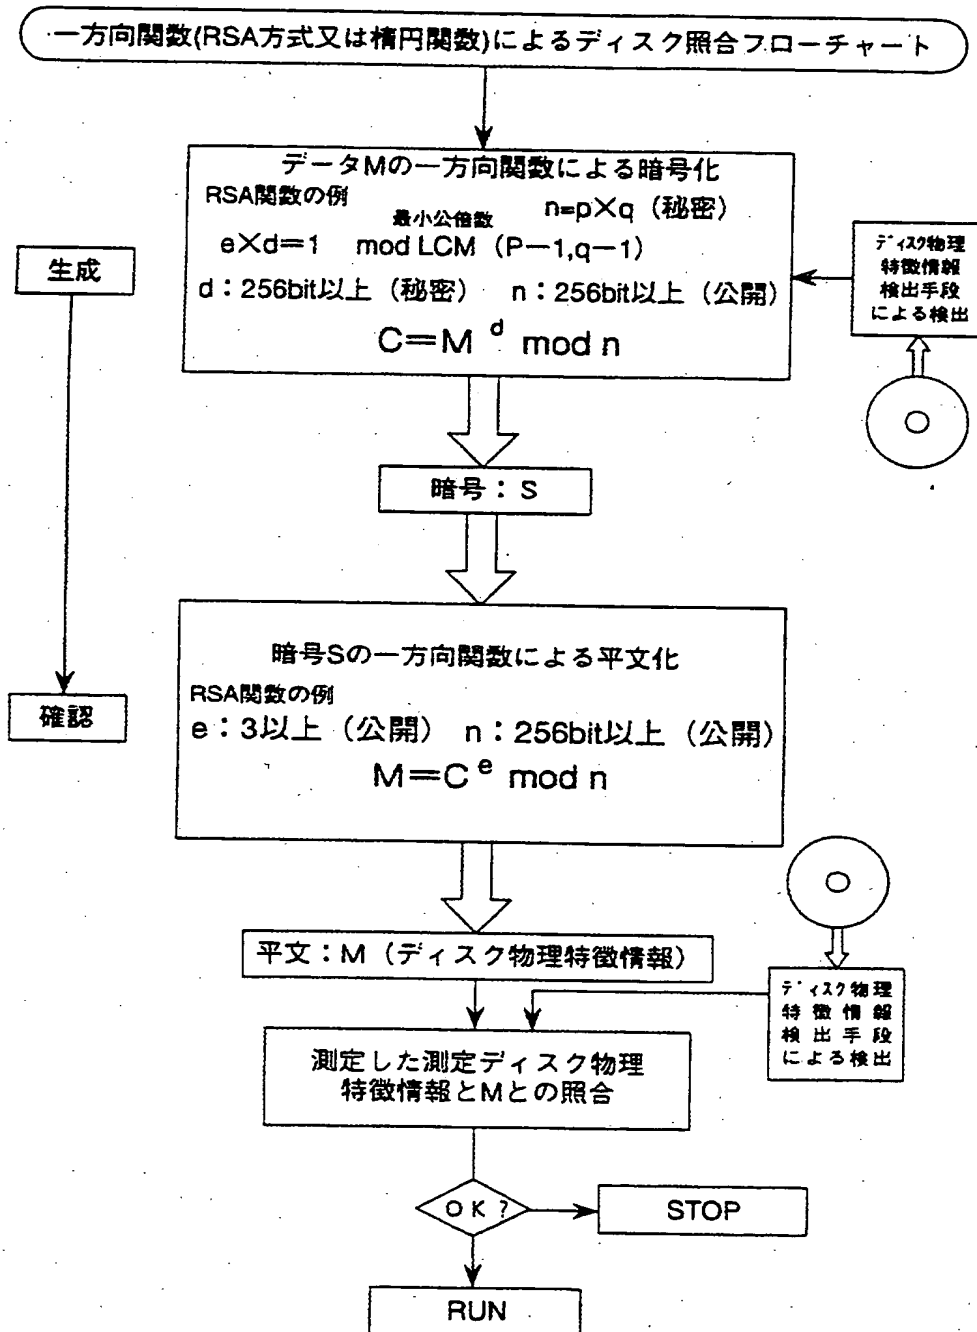 一方向関数(RSA方式又は楕円関数)によるディスク照合フローチャート
データMの一方向関数による暗号化
RSA関数の例
n=p×q（秘密）
最小公倍数
e×d＝1 mod LCM（P－1,q－1）
d：256bit以上（秘密） n：256bit以上（公開）
C＝M d mod n
生成
ディスク物理
特徴情報
検出手段
による検出
暗号：S
暗号Sの一方向関数による平文化
RSA関数の例
e：3以上（公開） n：256bit以上（公開）
M＝C e mod n
確認
平文：M（ディスク物理特徴情報）
ディスク物理
特徴情報
検出手段
による検出
測定した測定ディスク物理
特徴情報とMとの照合
OK?
STOP
RUN